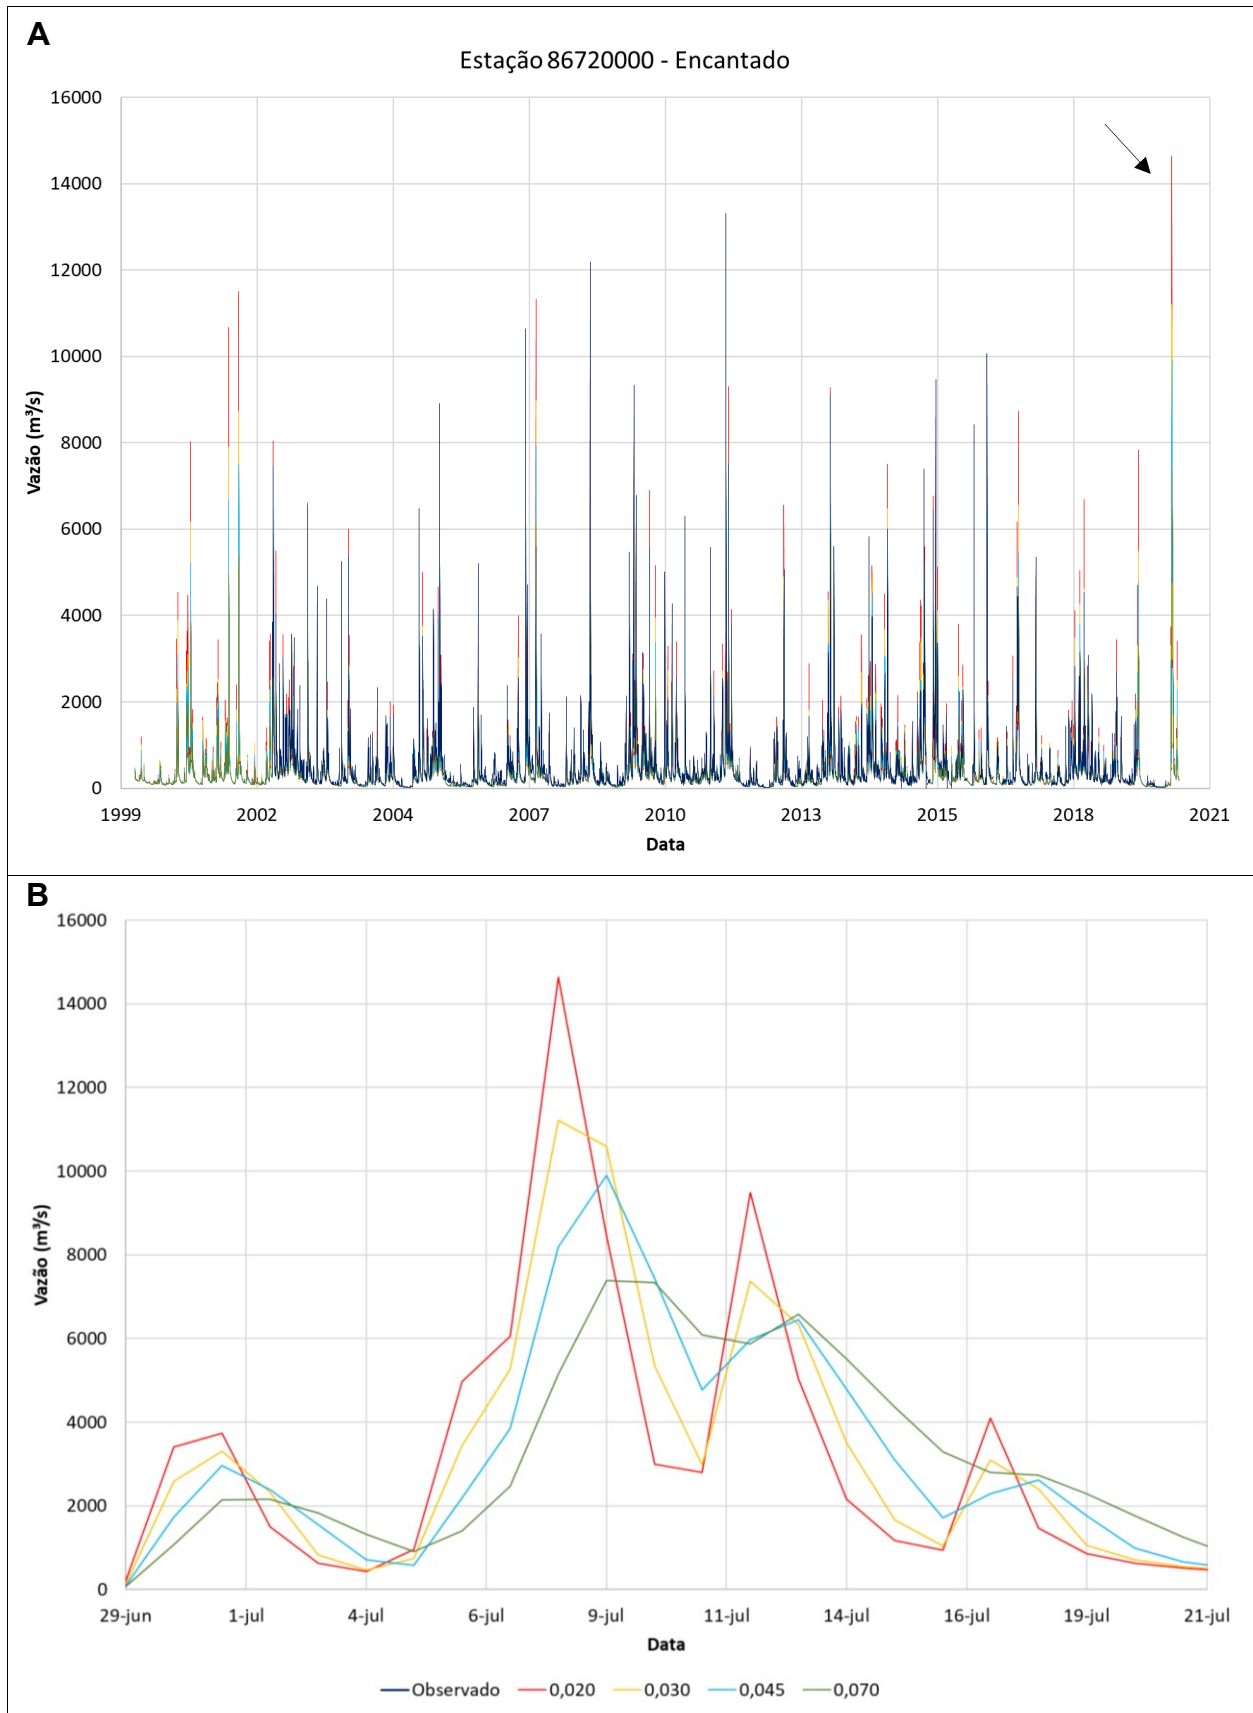 A
Estação 86720000 - Encantado
16000
14000
12000
10000
8000
6000
4000
2000
0
Vazão (m³/s)
1999 2002 2004 2007 2010 2013 2015 2018 2021
Data
B
16000
14000
12000
10000
8000
6000
4000
2000
0
Vazão (m³/s)
29-jun 1-jul 4-jul 6-jul 9-jul 11-jul 14-jul 16-jul 19-jul 21-jul
Data
Observado 0,020 0,030 0,045 0,070